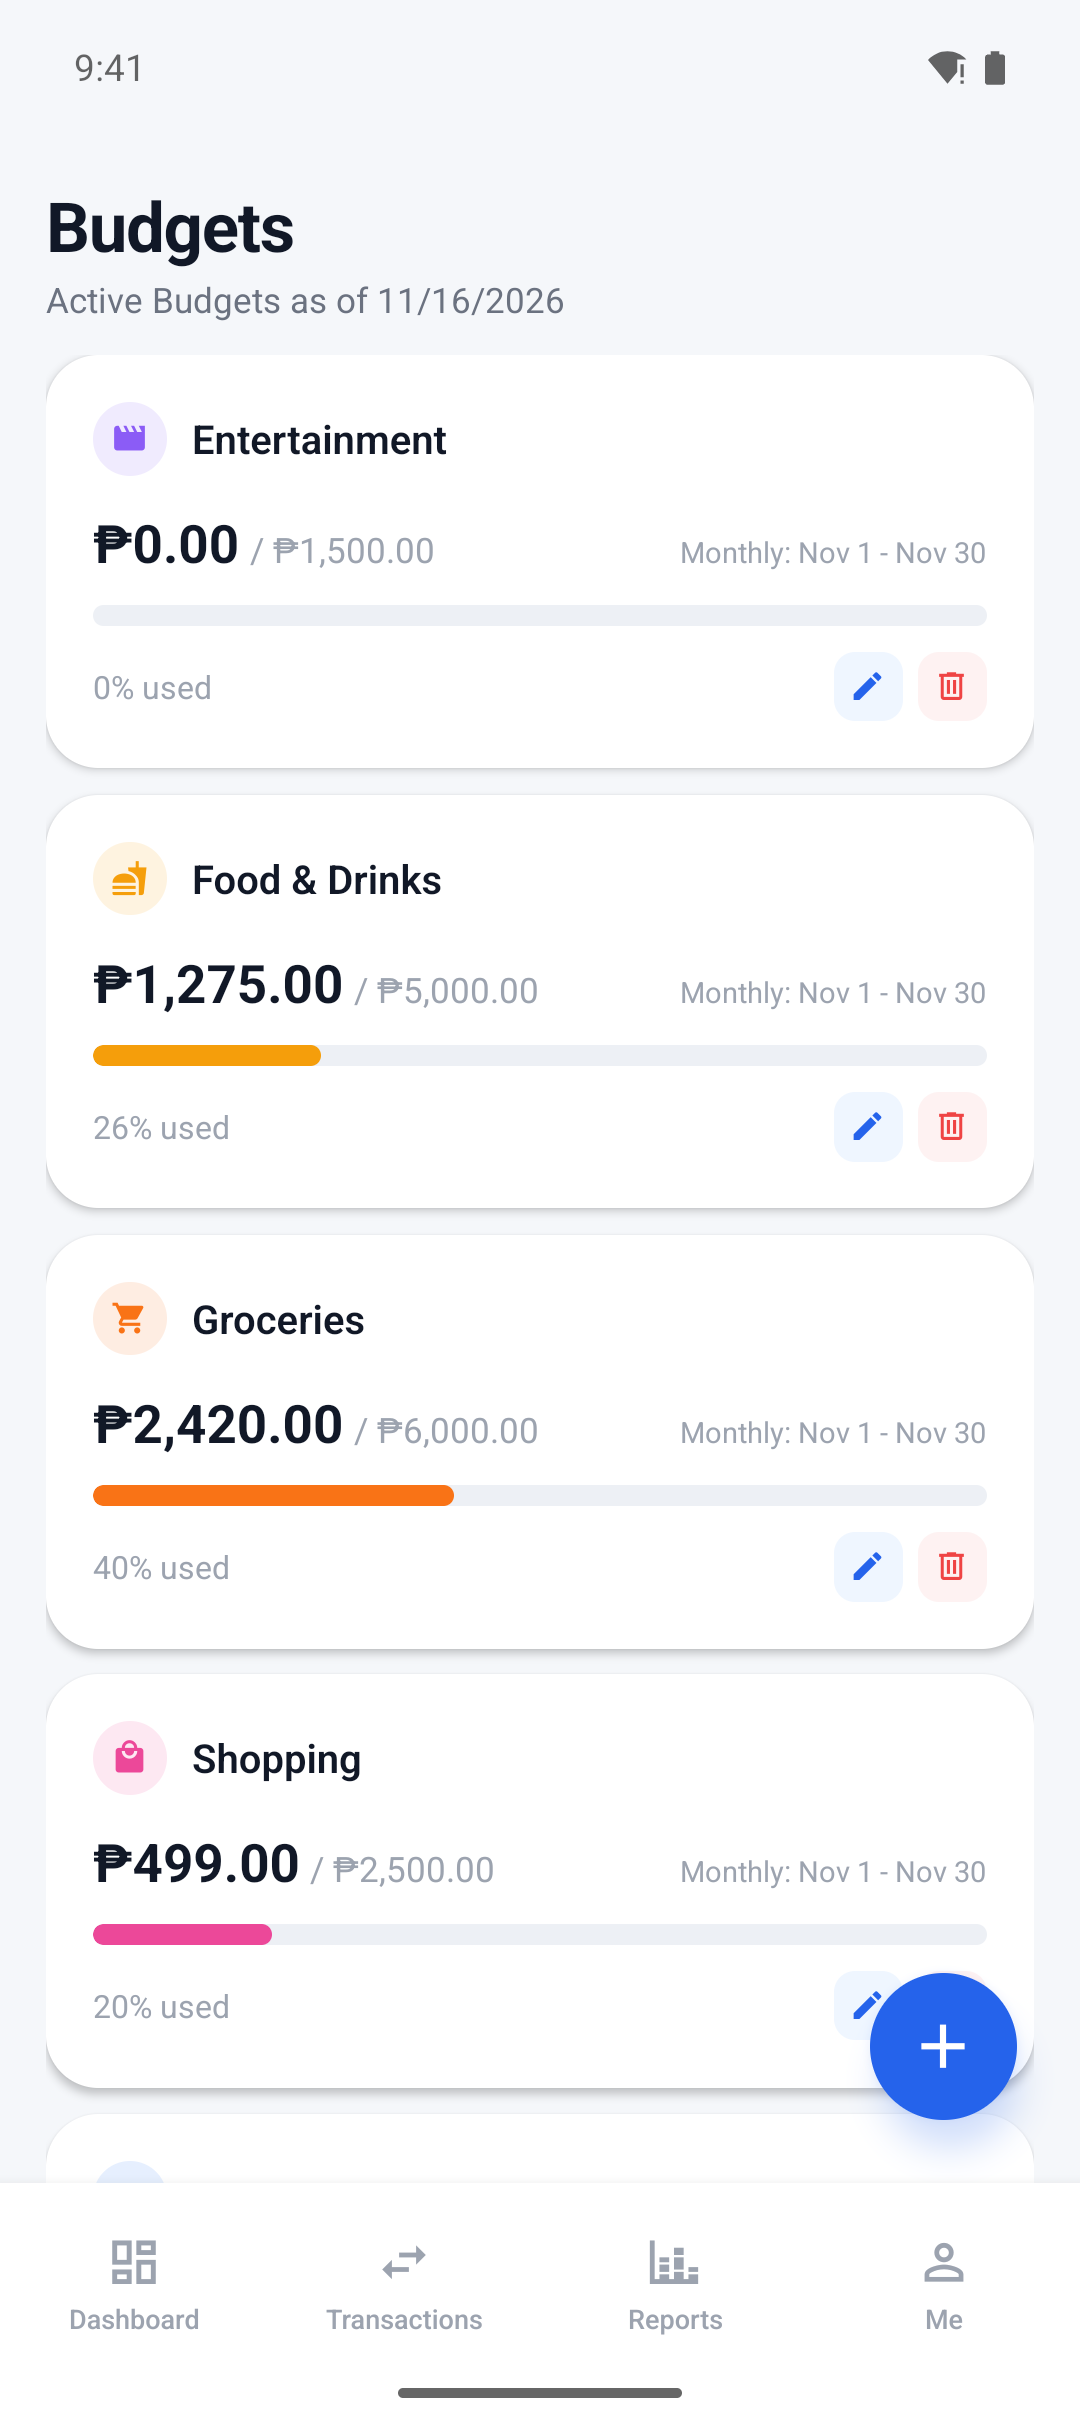 9:41
Budgets
Active Budgets as of 11/16/2026
Entertainment
₱0.00 / ₱1,500.00 Monthly: Nov 1 - Nov 30
0% used
Food & Drinks
₱1,275.00 / ₱5,000.00 Monthly: Nov 1 - Nov 30
26% used
Groceries
₱2,420.00 / ₱6,000.00 Monthly: Nov 1 - Nov 30
40% used
Shopping
₱499.00 / ₱2,500.00 Monthly: Nov 1 - Nov 30
20% used
Dashboard Transactions Reports Me